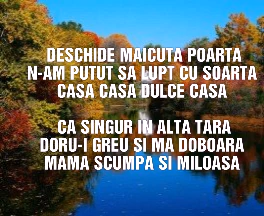 DESCHIDE MAICUTA POARTA
N-AM PUTUT SA LUPT CU SOARTA
CASA CASA DULCE CASA
CA SINGUR IN ALTA TARA
DORU-I GREU SI MA DOBOARA
MAMA SCUMPA SI MILOASA